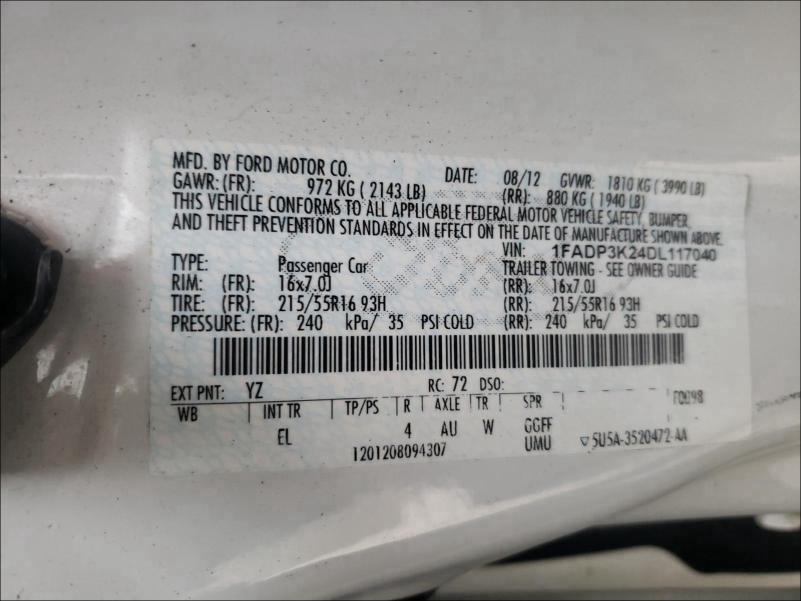 MFD. BY FORD MOTOR CO. DATE: 08/12 GVWR: 1810 KG ( 3990 LB)
GAWR: (FR): 972 KG ( 2143 LB) (RR): 880 KG ( 1940 LB)
THIS VEHICLE CONFORMS TO ALL APPLICABLE FEDERAL MOTOR VEHICLE SAFETY, BUMPER,
AND THEFT PREVENTION STANDARDS IN EFFECT ON THE DATE OF MANUFACTURE SHOWN ABOVE.
VIN: 1FADP3K24DL117040
TYPE: Passenger Car TRAILER TOWING - SEE OWNER GUIDE
RIM: (FR): 16x7.0J (RR): 16x7.0J
TIRE: (FR): 215/55R16 93H (RR): 215/55R16 93H
PRESSURE: (FR): 240 kPa/ 35 PSI COLD (RR): 240 kPa/ 35 PSI COLD
EXT PNT: YZ RC: 72 DSO:
WB INT TR TP/PS R AXLE TR SPR
EL 4 AU W GGFF
1201208094307 UMU ▽5U5A-3520472-AA